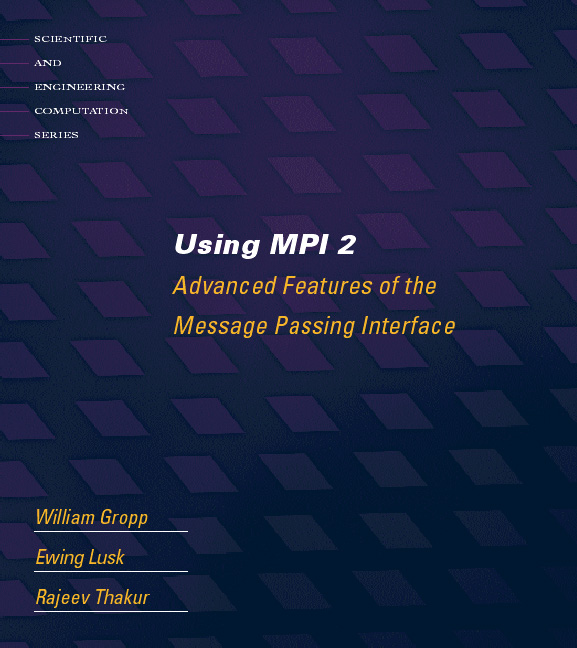 SCIENTIFIC
AND
ENGINEERING
COMPUTATION
SERIES
Using MPI 2
Advanced Features of the
Message Passing Interface
William Gropp
Ewing Lusk
Rajeev Thakur